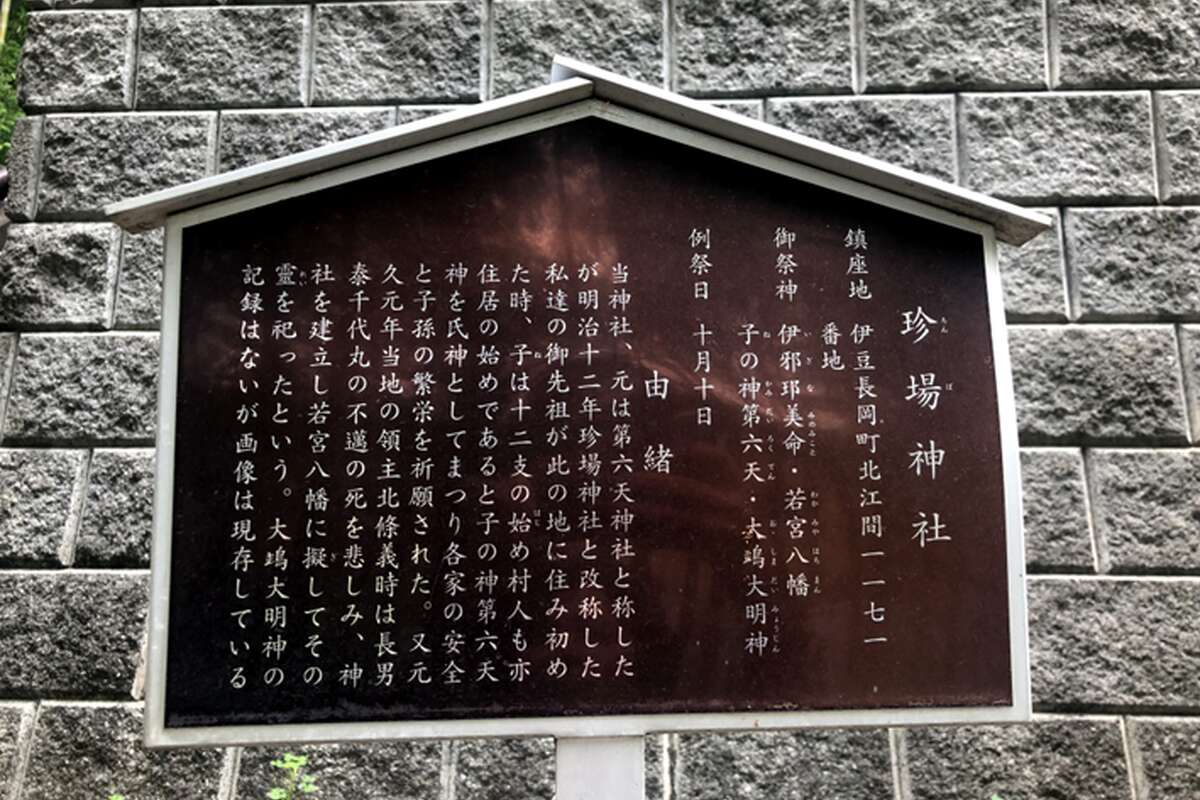 珍場神社
鎮座地 伊豆長岡町北江間一一七一
番地
御祭神 伊邪那美命・若宮八幡
子の神第六天・大嶋大明神
例祭日 十月十日
由緒
当神社、元は第六天神社と称した
が明治十二年珍場神社と改称した
私達の御先祖が此の地に住み初め
た時、子は十二支の始め村人も亦
住居の始めであると子の神第六天
神を氏神としてまつり各家の安全
と子孫の繁栄を祈願された。又元
久元年当地の領主北條義時は長男
泰千代丸の不遇の死を悲しみ、神
社を建立し若宮八幡に擬してその
霊を祀ったという。大嶋大明神の
記録はないが画像は現存している